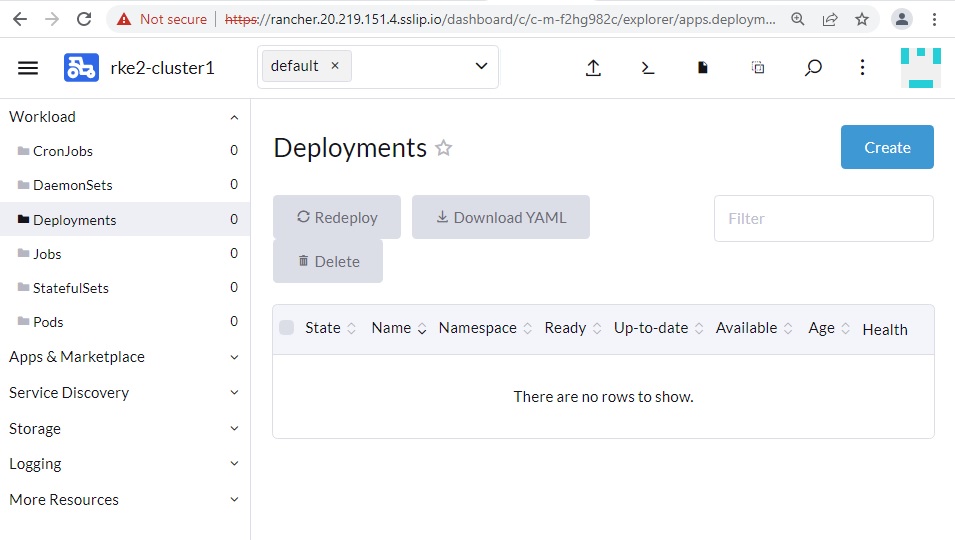 Not secure https://rancher.20.219.151.4.sslip.io/dashboard/c/c-m-f2hg982c/explorer/apps.deploym...
rke2-cluster1
default ×
Workload
CronJobs 0
DaemonSets 0
Deployments 0
Jobs 0
StatefulSets 0
Pods 0
Apps & Marketplace
Service Discovery
Storage
Logging
More Resources
Deployments
Create
Redeploy
Download YAML
Filter
Delete
State Name Namespace Ready Up-to-date Available Age Health
There are no rows to show.